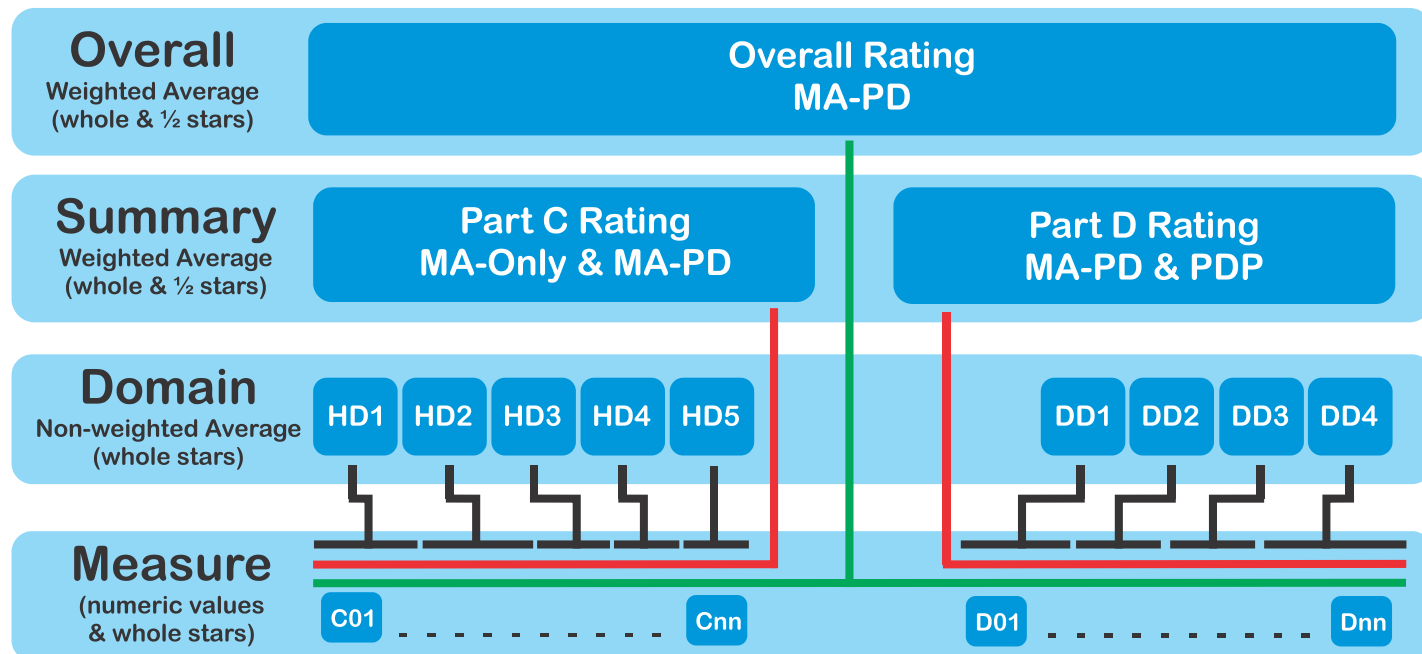 Overall
Weighted Average
(whole & ½ stars)
Overall Rating
MA-PD
Summary
Weighted Average
(whole & ½ stars)
Part C Rating
MA-Only & MA-PD
Part D Rating
MA-PD & PDP
Domain
Non-weighted Average
(whole stars)
HD1
HD2
HD3
HD4
HD5
DD1
DD2
DD3
DD4
Measure
(numeric values
& whole stars)
C01
Cnn
D01
Dnn